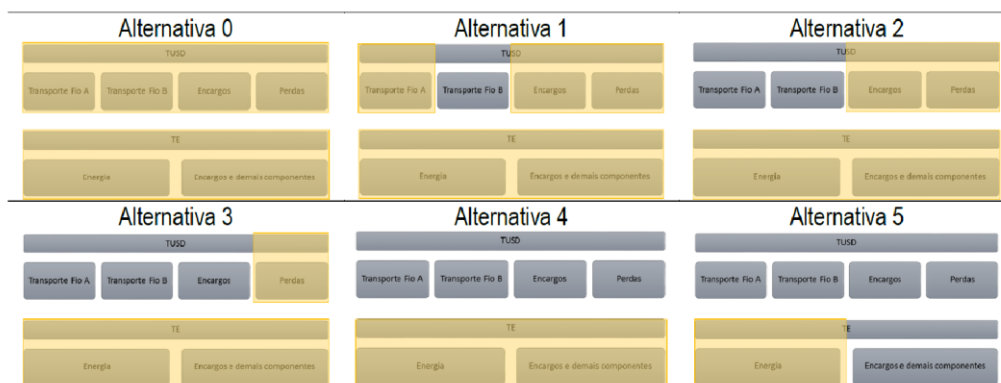 Alternativa 0 Alternativa 1 Alternativa 2
TUSD TUSD TUSD
Transporte Fio A Transporte Fio B Encargos Perdas Transporte Fio A Transporte Fio B Encargos Perdas Transporte Fio A Transporte Fio B Encargos Perdas
TE TE TE
Energia Encargos e demais componentes Energia Encargos e demais componentes Energia Encargos e demais componentes
Alternativa 3 Alternativa 4 Alternativa 5
TUSD TUSD TUSD
Transporte Fio A Transporte Fio B Encargos Perdas Transporte Fio A Transporte Fio B Encargos Perdas Transporte Fio A Transporte Fio B Encargos Perdas
TE TE TE
Energia Encargos e demais componentes Energia Encargos e demais componentes Energia Encargos e demais componentes